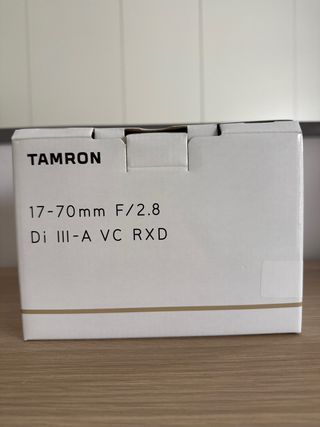 TAMRON
17-70mm F/2.8
Di III-A VC RXD